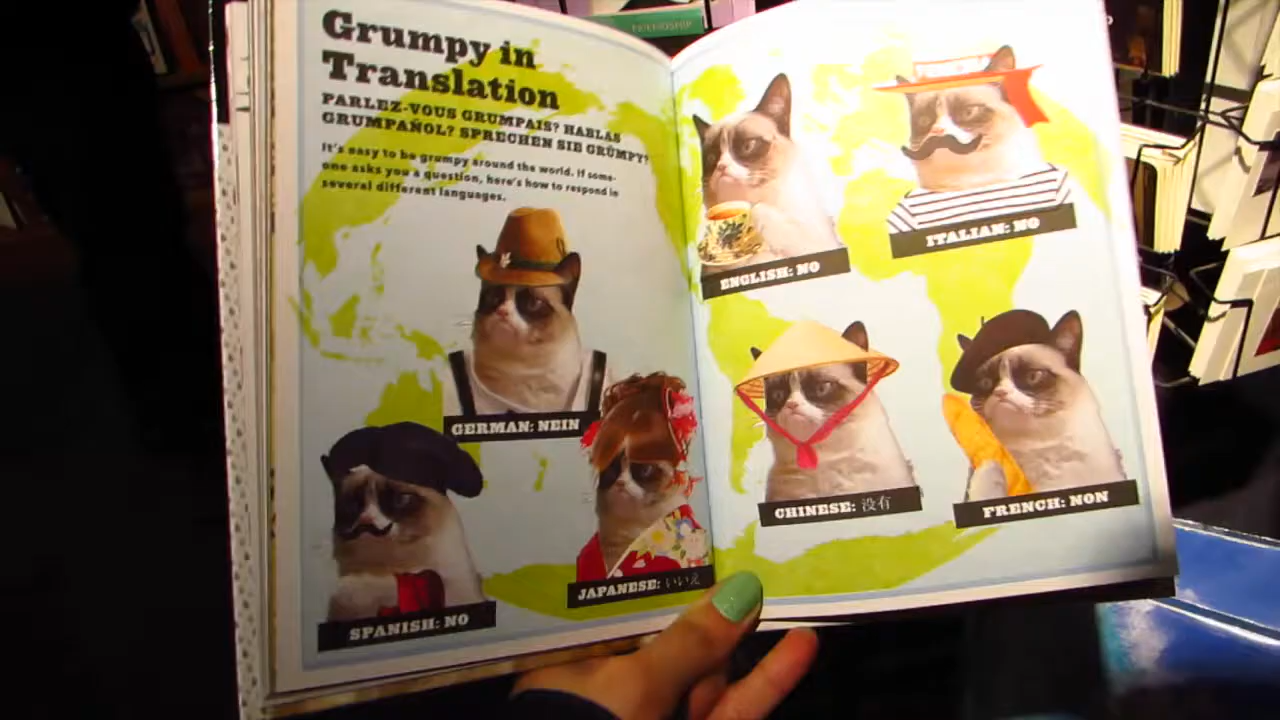 Grumpy in
Translation
PARLEZ-VOUS GRUMPAIS? HABLAS
GRUMPAÑOL? SPRECHEN SIE GRÜMPY?
It's easy to be grumpy around the world. If some-
one asks you a question, here's how to respond in
several different languages.
GERMAN: NEIN
SPANISH: NO
JAPANESE: いいえ
ENGLISH: NO
ITALIAN: NO
CHINESE: 没有
FRENCH: NON